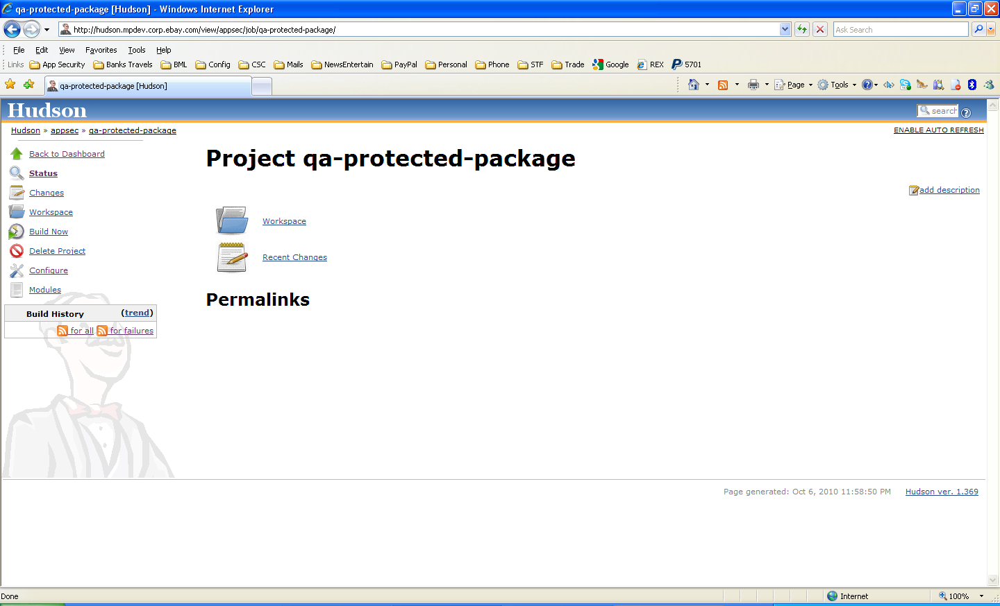 qa-protected-package [Hudson] - Windows Internet Explorer
http://hudson.mpdev.corp.ebay.com/view/appsec/job/qa-protected-package/
Ask Search
File Edit View Favorites Tools Help
Links App Security Banks Travels BML Config CSC Mails NewsEntertain PayPal Personal Phone STF Trade Google REX 5701
qa-protected-package [Hudson]
Page Tools
Hudson
search
Hudson » appsec » qa-protected-package
ENABLE AUTO REFRESH
Back to Dashboard
Status
Changes
Workspace
Build Now
Delete Project
Configure
Modules
Build History (trend)
for all for failures
Project qa-protected-package
add description
Workspace
Recent Changes
Permalinks
Page generated: Oct 6, 2010 11:58:50 PM Hudson ver. 1.369
Done
Internet
100%